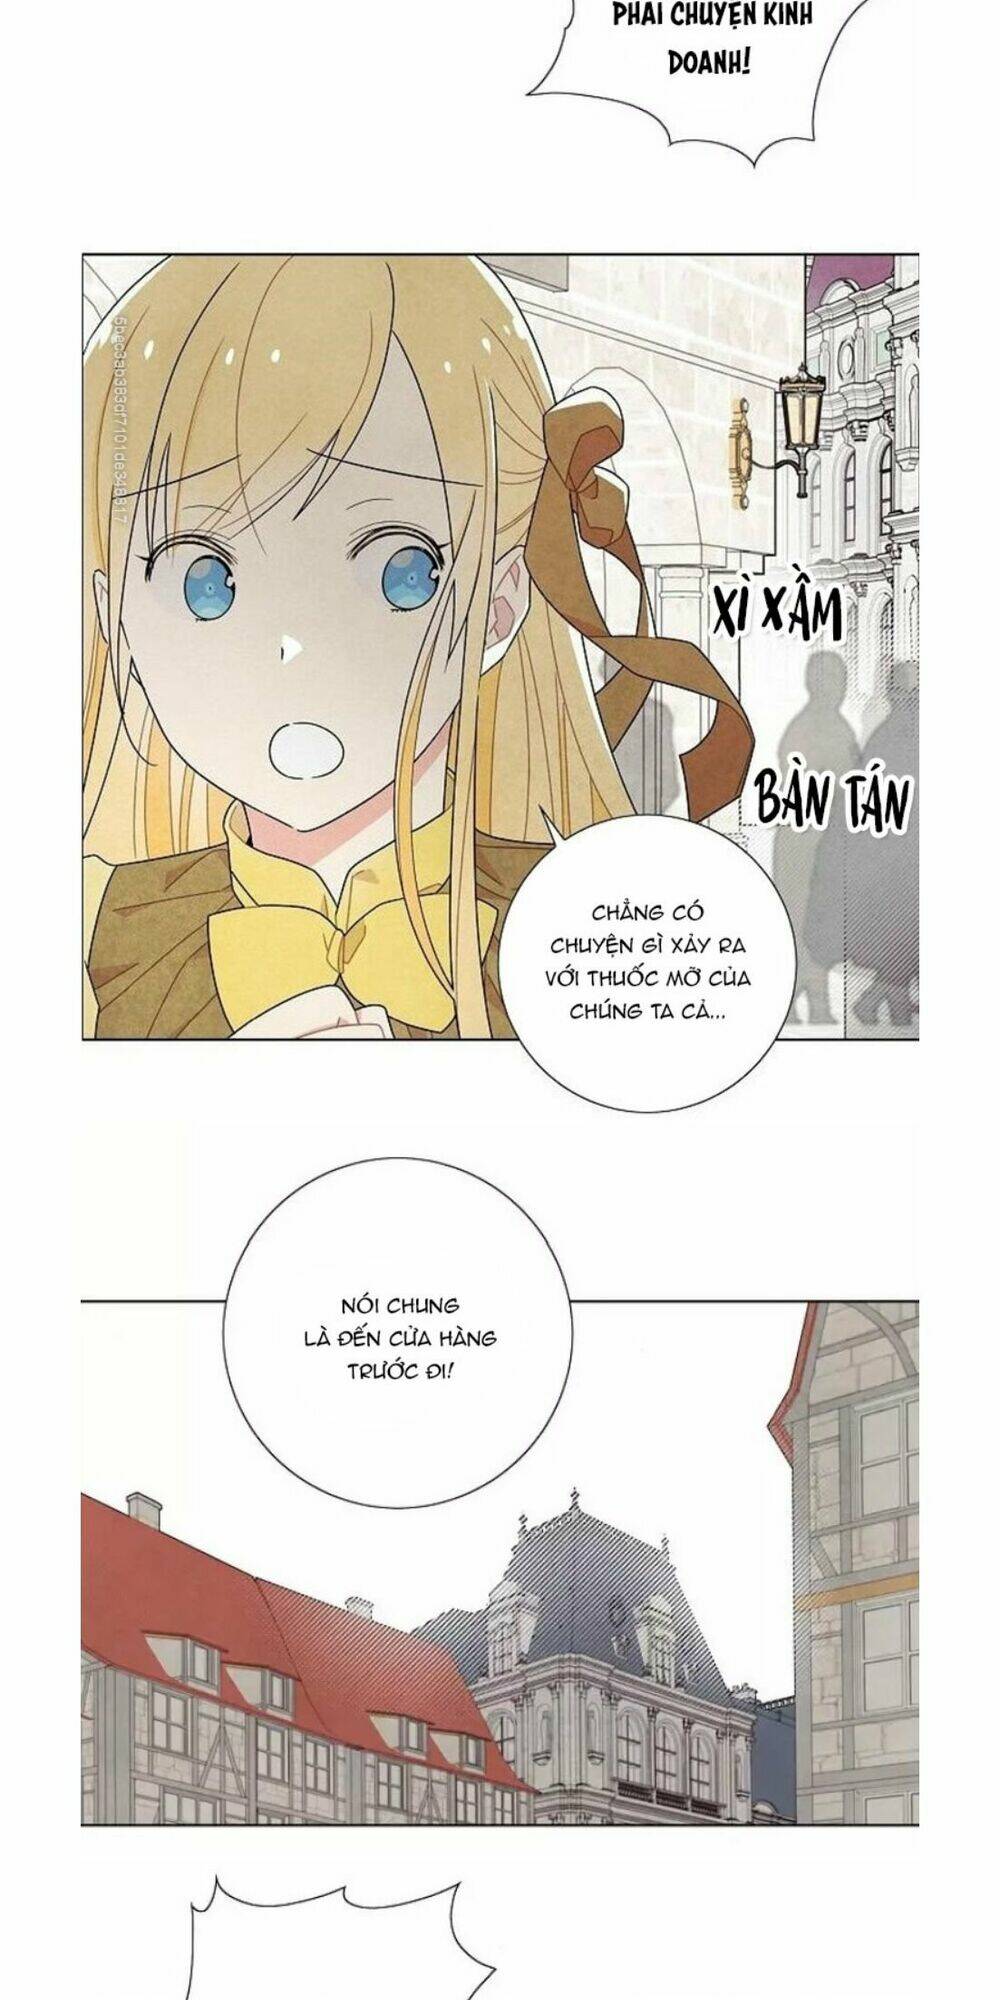 PHẢI CHUYỆN KINH
DOANH!
5bec3ab383df7101de348317
XÌ XẦM
BÀN TÁN
CHẲNG CÓ
CHUYỆN GÌ XẢY RA
VỚI THUỐC MỠ CỦA
CHÚNG TA CẢ...
NÓI CHUNG
LÀ ĐẾN CỬA HÀNG
TRƯỚC ĐI!